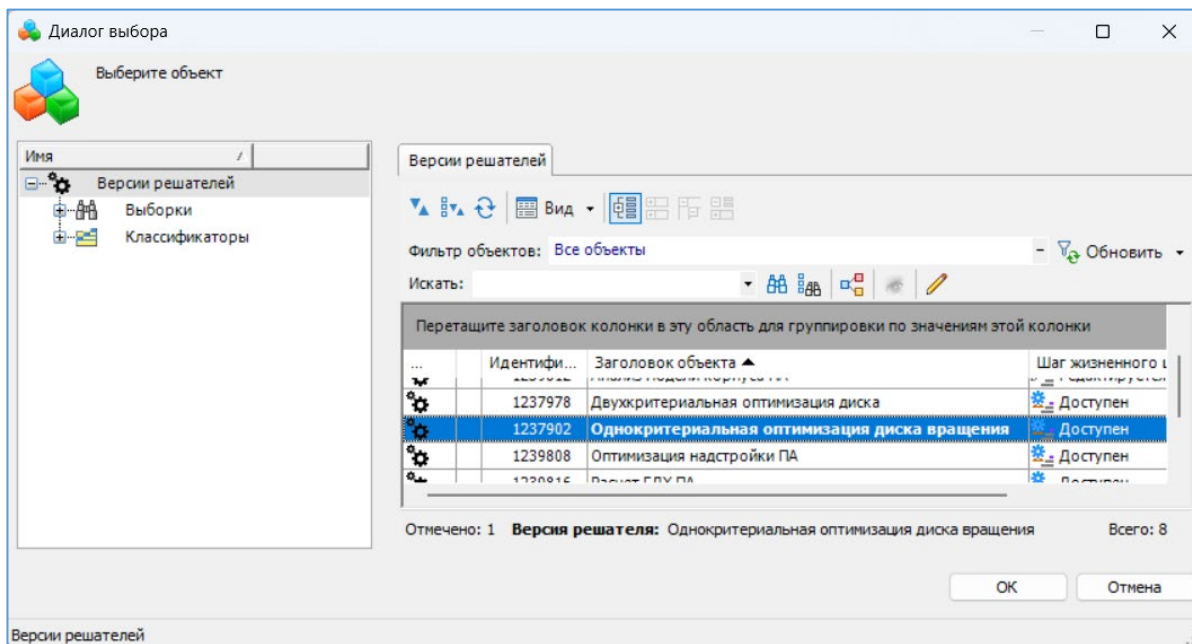 Диалог выбора
Выберите объект
Имя
Версии решателей
Выборки
Классификаторы
Версии решателей
Вид
Фильтр объектов: Все объекты
Обновить
Искать:
Перетащите заголовок колонки в эту область для группировки по значениям этой колонки
... Идентифи... Заголовок объекта Шаг жизненного ц
1237978 Двухкритериальная оптимизация диска Доступен
1237902 Однокритериальная оптимизация диска вращения Доступен
1239808 Оптимизация надстройки ПА Доступен
Отмечено: 1 Версия решателя: Однокритериальная оптимизация диска вращения Всего: 8
ОК Отмена
Версии решателей